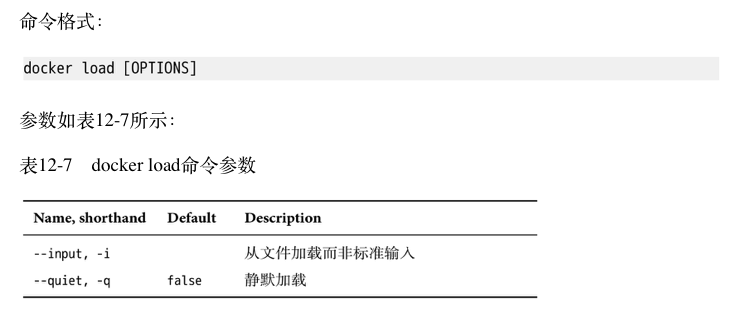 命令格式：
docker load [OPTIONS]
参数如表12-7所示：
表12-7 docker load命令参数
Name, shorthand Default Description
--input, -i 从文件加载而非标准输入
--quiet, -q false 静默加载